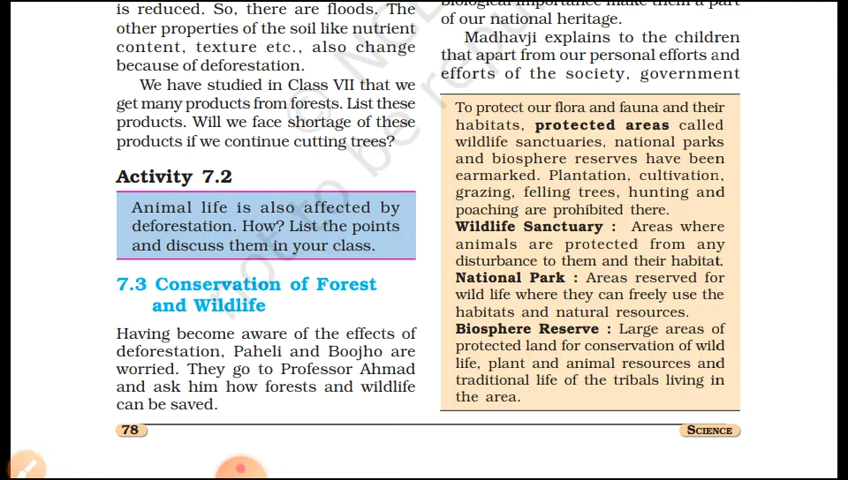 is reduced. So, there are floods. The
other properties of the soil like nutrient
content, texture etc., also change
because of deforestation.
We have studied in Class VII that we
get many products from forests. List these
products. Will we face shortage of these
products if we continue cutting trees?
Activity 7.2
Animal life is also affected by
deforestation. How? List the points
and discuss them in your class.
7.3 Conservation of Forest
and Wildlife
Having become aware of the effects of
deforestation, Paheli and Boojho are
worried. They go to Professor Ahmad
and ask him how forests and wildlife
can be saved.
biological importance make them a part
of our national heritage.
Madhavji explains to the children
that apart from our personal efforts and
efforts of the society, government
To protect our flora and fauna and their
habitats, protected areas called
wildlife sanctuaries, national parks
and biosphere reserves have been
earmarked. Plantation, cultivation,
grazing, felling trees, hunting and
poaching are prohibited there.
Wildlife Sanctuary : Areas where
animals are protected from any
disturbance to them and their habitat.
National Park : Areas reserved for
wild life where they can freely use the
habitats and natural resources.
Biosphere Reserve : Large areas of
protected land for conservation of wild
life, plant and animal resources and
traditional life of the tribals living in
the area.
78
SCIENCE
not to be repu
© NC